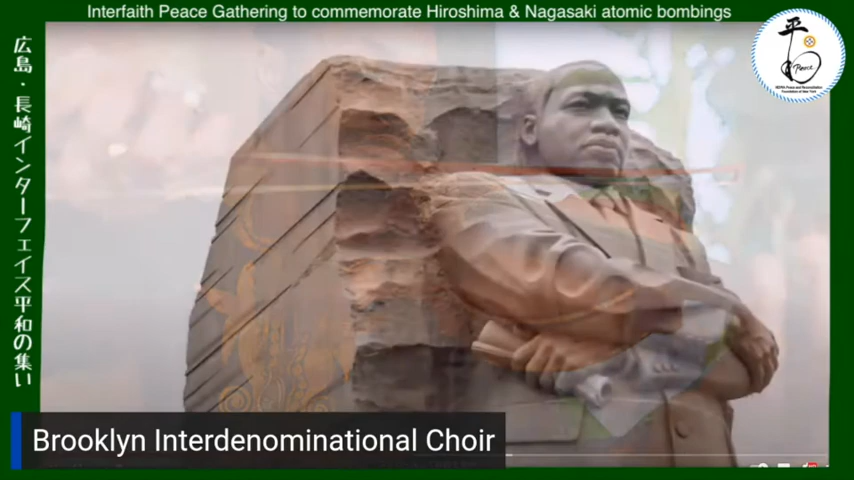 Interfaith Peace Gathering to commemorate Hiroshima & Nagasaki atomic bombings
広島・長崎インターフェイス平和の集い
平
Peace
Brooklyn Interdenominational Choir